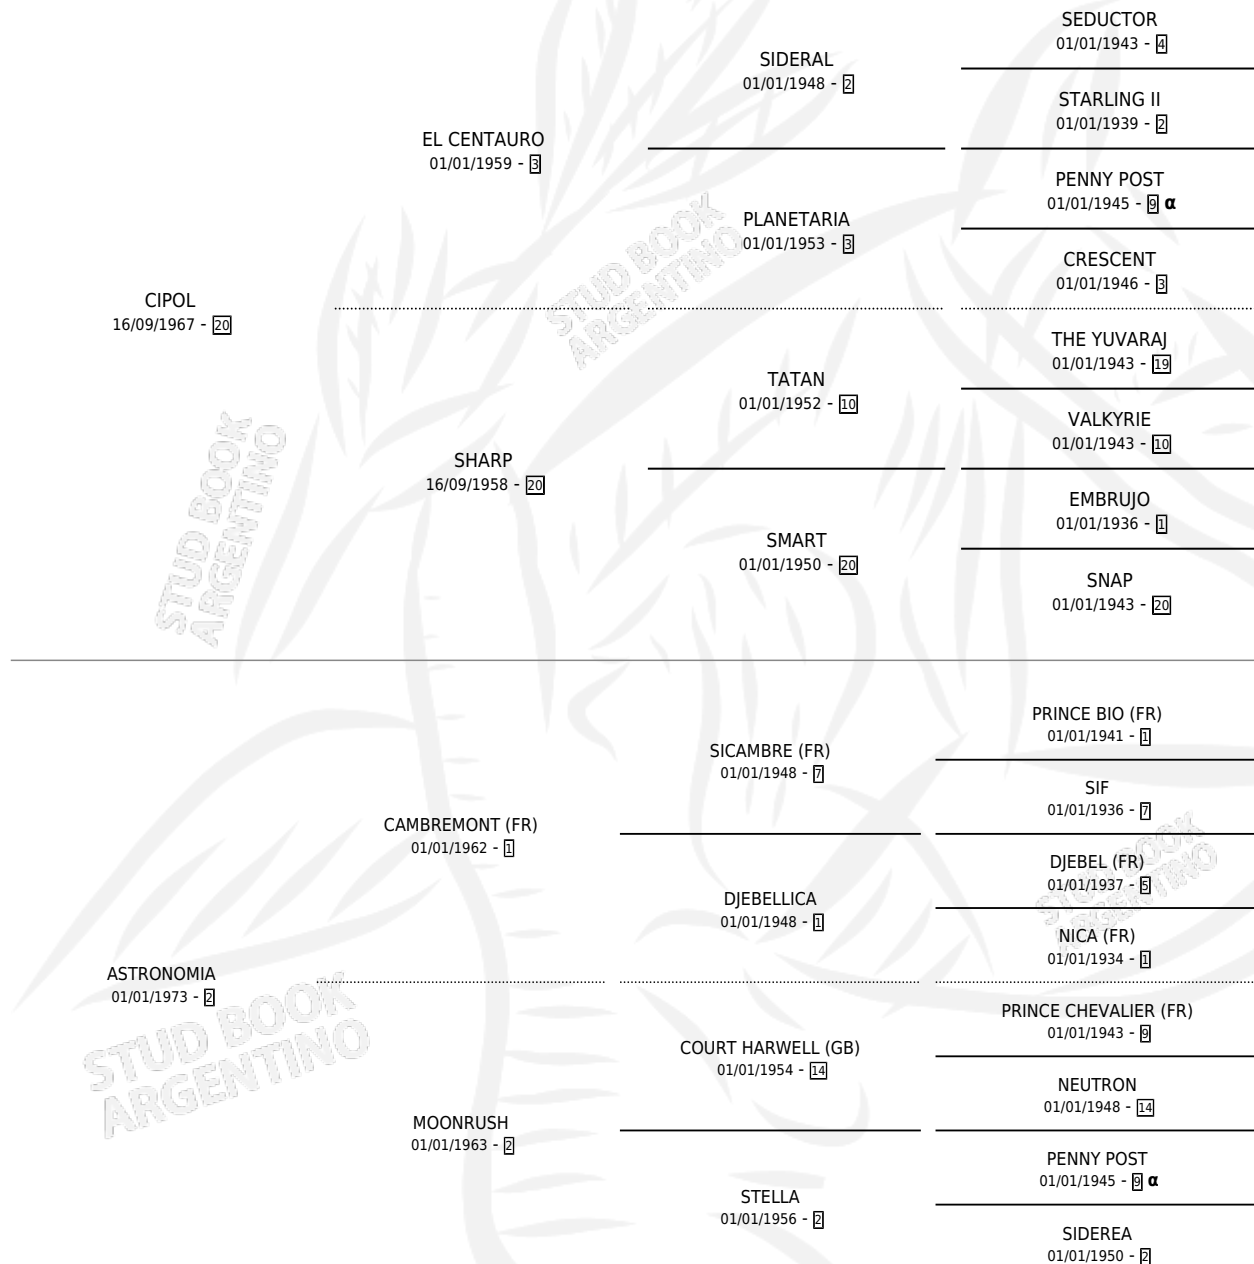 SEDUCTOR
01/01/1943 - 4
SIDERAL
01/01/1948 - 2
STARLING II
01/01/1939 - 2
EL CENTAURO
01/01/1959 - 3
PENNY POST
01/01/1945 - 9 α
PLANETARIA
01/01/1953 - 3
CRESCENT
01/01/1946 - 3
CIPOL
16/09/1967 - 20
THE YUVARAJ
01/01/1943 - 19
TATAN
01/01/1952 - 10
VALKYRIE
01/01/1943 - 10
SHARP
16/09/1958 - 20
EMBRUJO
01/01/1936 - 1
SMART
01/01/1950 - 20
SNAP
01/01/1943 - 20
PRINCE BIO (FR)
01/01/1941 - 1
SICAMBRE (FR)
01/01/1948 - 7
SIF
01/01/1936 - 7
CAMBREMONT (FR)
01/01/1962 - 1
DJEBEL (FR)
01/01/1937 - 5
DJEBELLICA
01/01/1948 - 1
NICA (FR)
01/01/1934 - 1
ASTRONOMIA
01/01/1973 - 2
PRINCE CHEVALIER (FR)
01/01/1943 - 9
COURT HARWELL (GB)
01/01/1954 - 14
NEUTRON
01/01/1948 - 14
MOONRUSH
01/01/1963 - 2
PENNY POST
01/01/1945 - 9 α
STELLA
01/01/1956 - 2
SIDEREA
01/01/1950 - 2
STUD BOOK
ARGENTINO
STUD BOOK
ARGENTINO
STUD BOOK
ARGENTINO
STUD BOOK
ARGENTINO